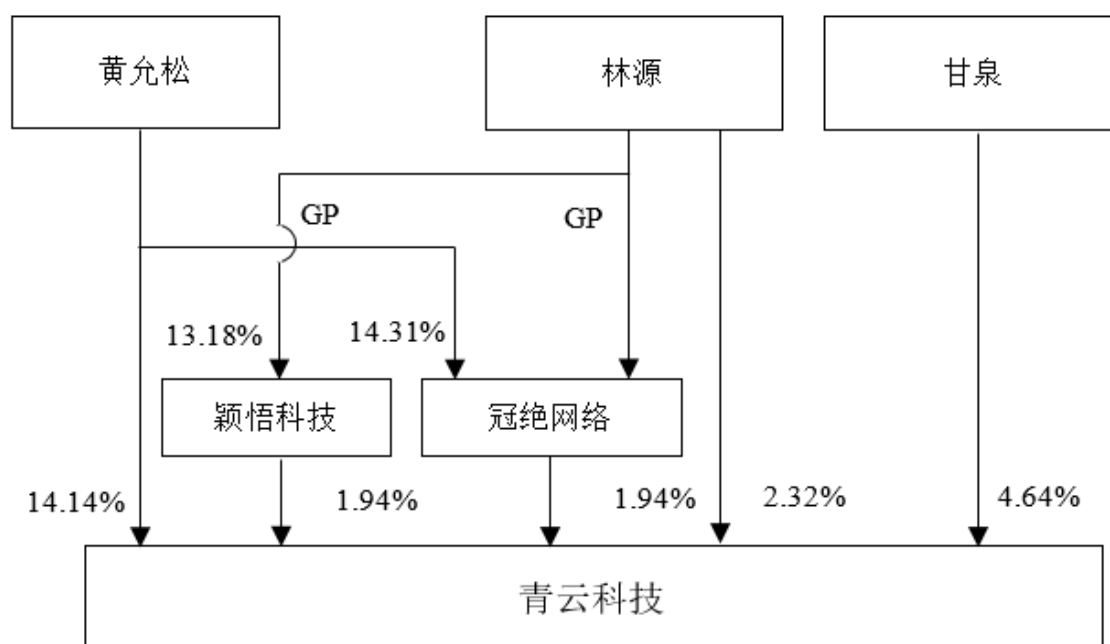 黄允松
林源
甘泉
GP
GP
13.18%
14.31%
颖悟科技
冠绝网络
14.14%
1.94%
1.94%
2.32%
4.64%
青云科技